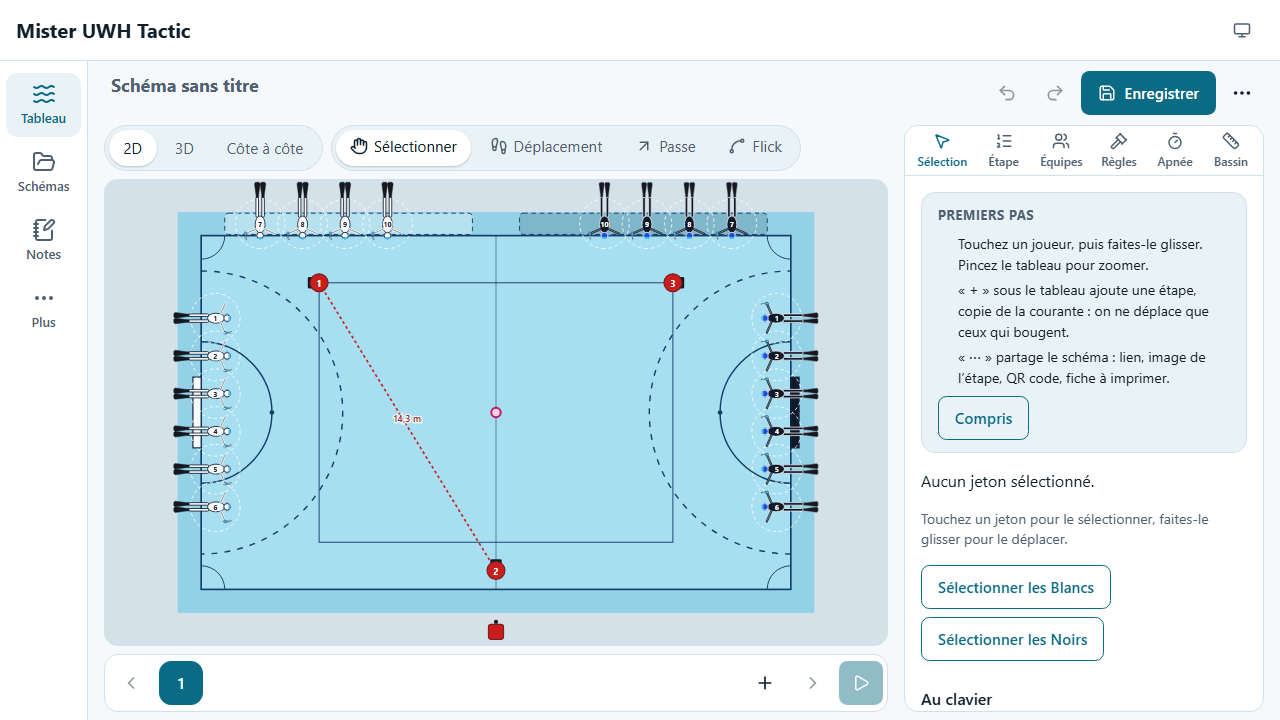 Mister UWH Tactic
Tableau
Schémas
Notes
Plus
Schéma sans titre
Enregistrer
2D
3D
Côte à côte
Sélectionner
Déplacement
Passe
Flick
7 8 9 10
10 9 8 7
1 3
1 1
2 2
3 3
14,3 m
4 4
5 5
6 6
2
1
Sélection
Étape
Équipes
Règles
Apnée
Bassin
PREMIERS PAS
Touchez un joueur, puis faites-le glisser.
Pincez le tableau pour zoomer.
« + » sous le tableau ajoute une étape,
copie de la courante : on ne déplace que
ceux qui bougent.
« ··· » partage le schéma : lien, image de
l’étape, QR code, fiche à imprimer.
Compris
Aucun jeton sélectionné.
Touchez un jeton pour le sélectionner, faites-le
glisser pour le déplacer.
Sélectionner les Blancs
Sélectionner les Noirs
Au clavier